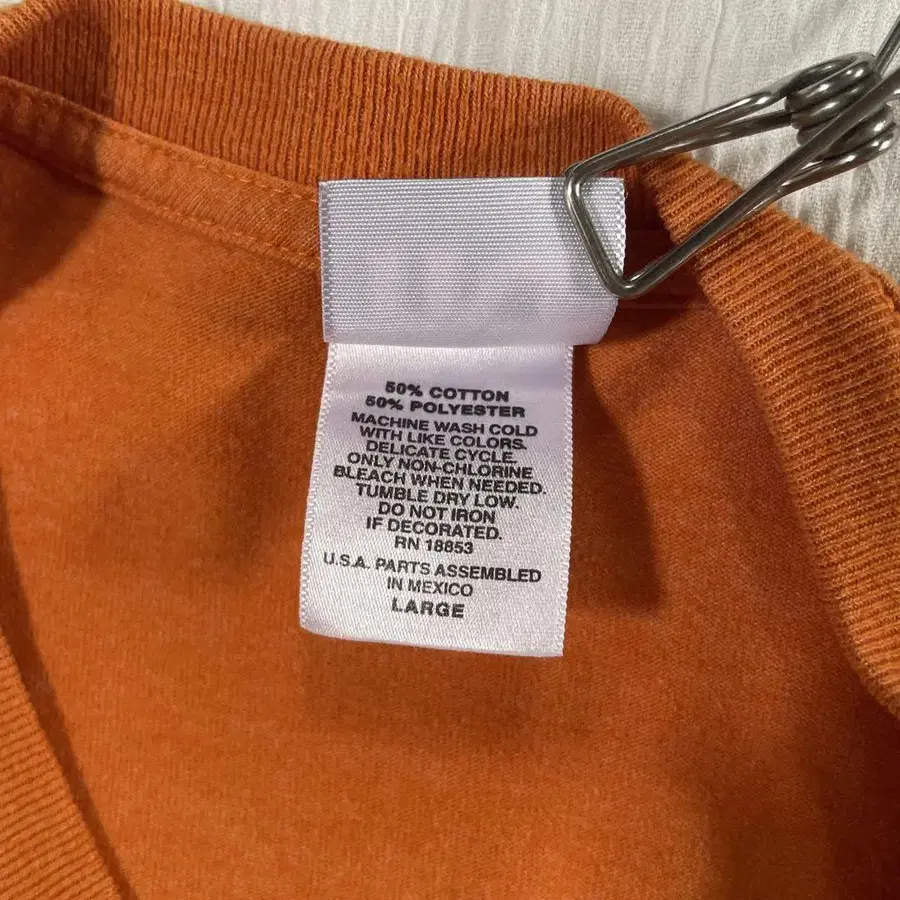 50% COTTON
50% POLYESTER
MACHINE WASH COLD
WITH LIKE COLORS.
DELICATE CYCLE.
ONLY NON-CHLORINE
BLEACH WHEN NEEDED.
TUMBLE DRY LOW.
DO NOT IRON
IF DECORATED.
RN 18853
U.S.A. PARTS ASSEMBLED
IN MEXICO
LARGE